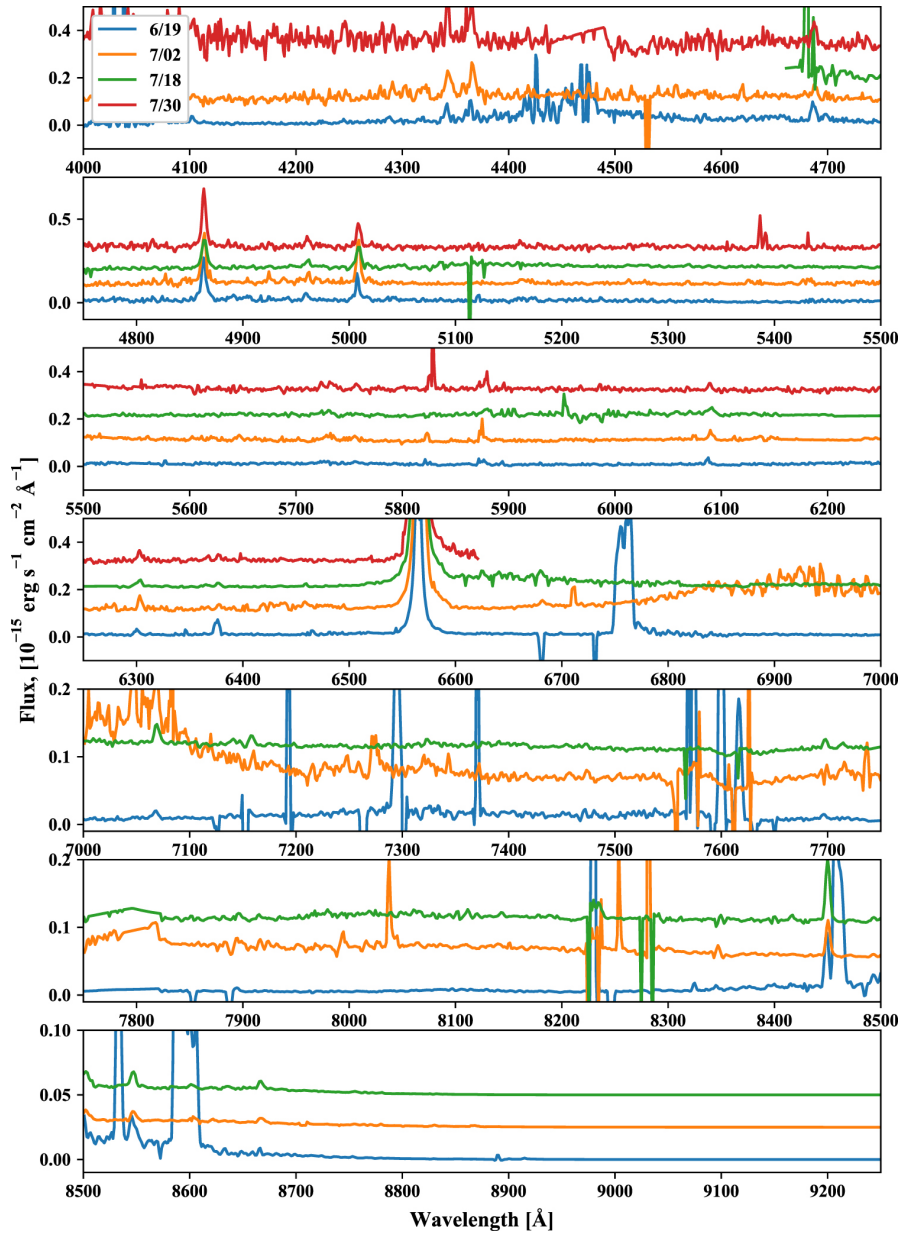 6/19
7/02
7/18
7/30
0.4
0.2
0.0
4000 4100 4200 4300 4400 4500 4600 4700
0.5
0.0
4800 4900 5000 5100 5200 5300 5400 5500
0.4
0.2
0.0
5500 5600 5700 5800 5900 6000 6100 6200
0.4
0.2
0.0
6300 6400 6500 6600 6700 6800 6900 7000
0.2
0.1
0.0
7000 7100 7200 7300 7400 7500 7600 7700
0.2
0.1
0.0
7800 7900 8000 8100 8200 8300 8400 8500
0.10
0.05
0.00
8500 8600 8700 8800 8900 9000 9100 9200
Flux, [10⁻¹⁵ erg s⁻¹ cm⁻² Å⁻¹]
Wavelength [Å]